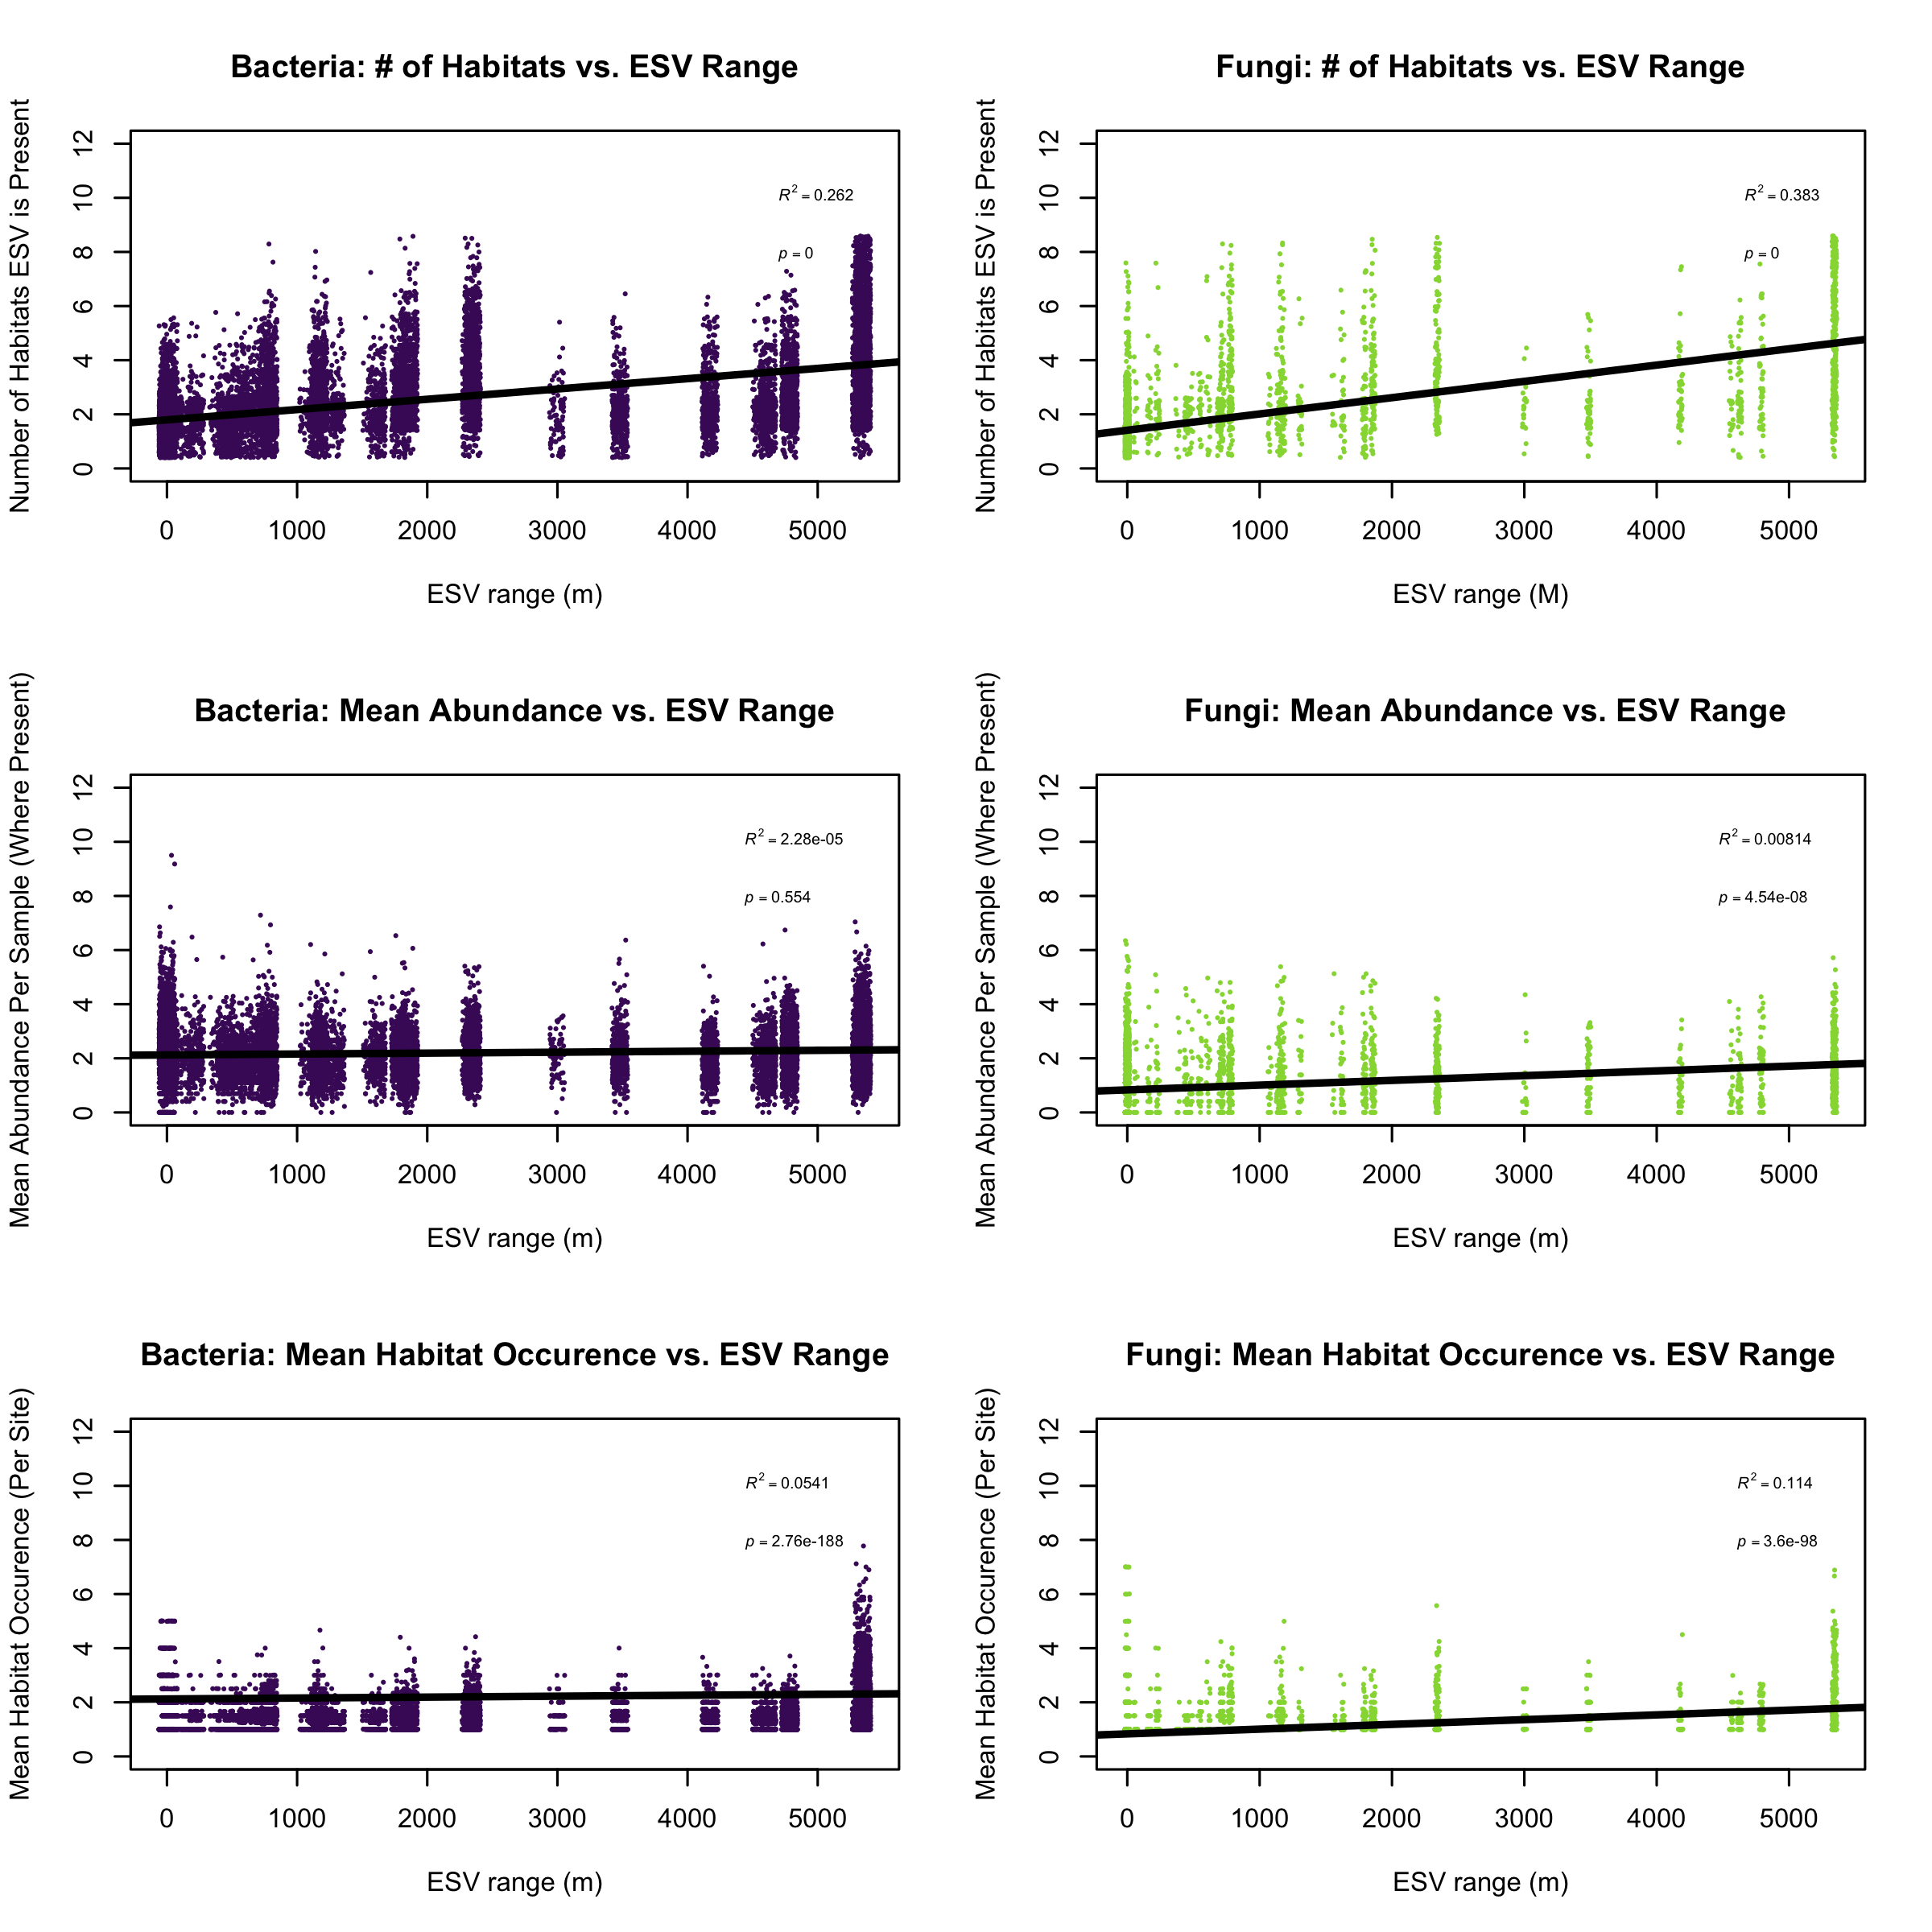 Bacteria: # of Habitats vs. ESV Range
Number of Habitats ESV is Present
12
10
8
6
4
2
0
R² = 0.262
p = 0
0 1000 2000 3000 4000 5000
ESV range (m)
Fungi: # of Habitats vs. ESV Range
Number of Habitats ESV is Present
12
10
8
6
4
2
0
R² = 0.383
p = 0
0 1000 2000 3000 4000 5000
ESV range (M)
Bacteria: Mean Abundance vs. ESV Range
Mean Abundance Per Sample (Where Present)
12
10
8
6
4
2
0
R² = 2.28e-05
p = 0.554
0 1000 2000 3000 4000 5000
ESV range (m)
Fungi: Mean Abundance vs. ESV Range
Mean Abundance Per Sample (Where Present)
12
10
8
6
4
2
0
R² = 0.00814
p = 4.54e-08
0 1000 2000 3000 4000 5000
ESV range (m)
Bacteria: Mean Habitat Occurence vs. ESV Range
Mean Habitat Occurence (Per Site)
12
10
8
6
4
2
0
R² = 0.0541
p = 2.76e-188
0 1000 2000 3000 4000 5000
ESV range (m)
Fungi: Mean Habitat Occurence vs. ESV Range
Mean Habitat Occurence (Per Site)
12
10
8
6
4
2
0
R² = 0.114
p = 3.6e-98
0 1000 2000 3000 4000 5000
ESV range (m)